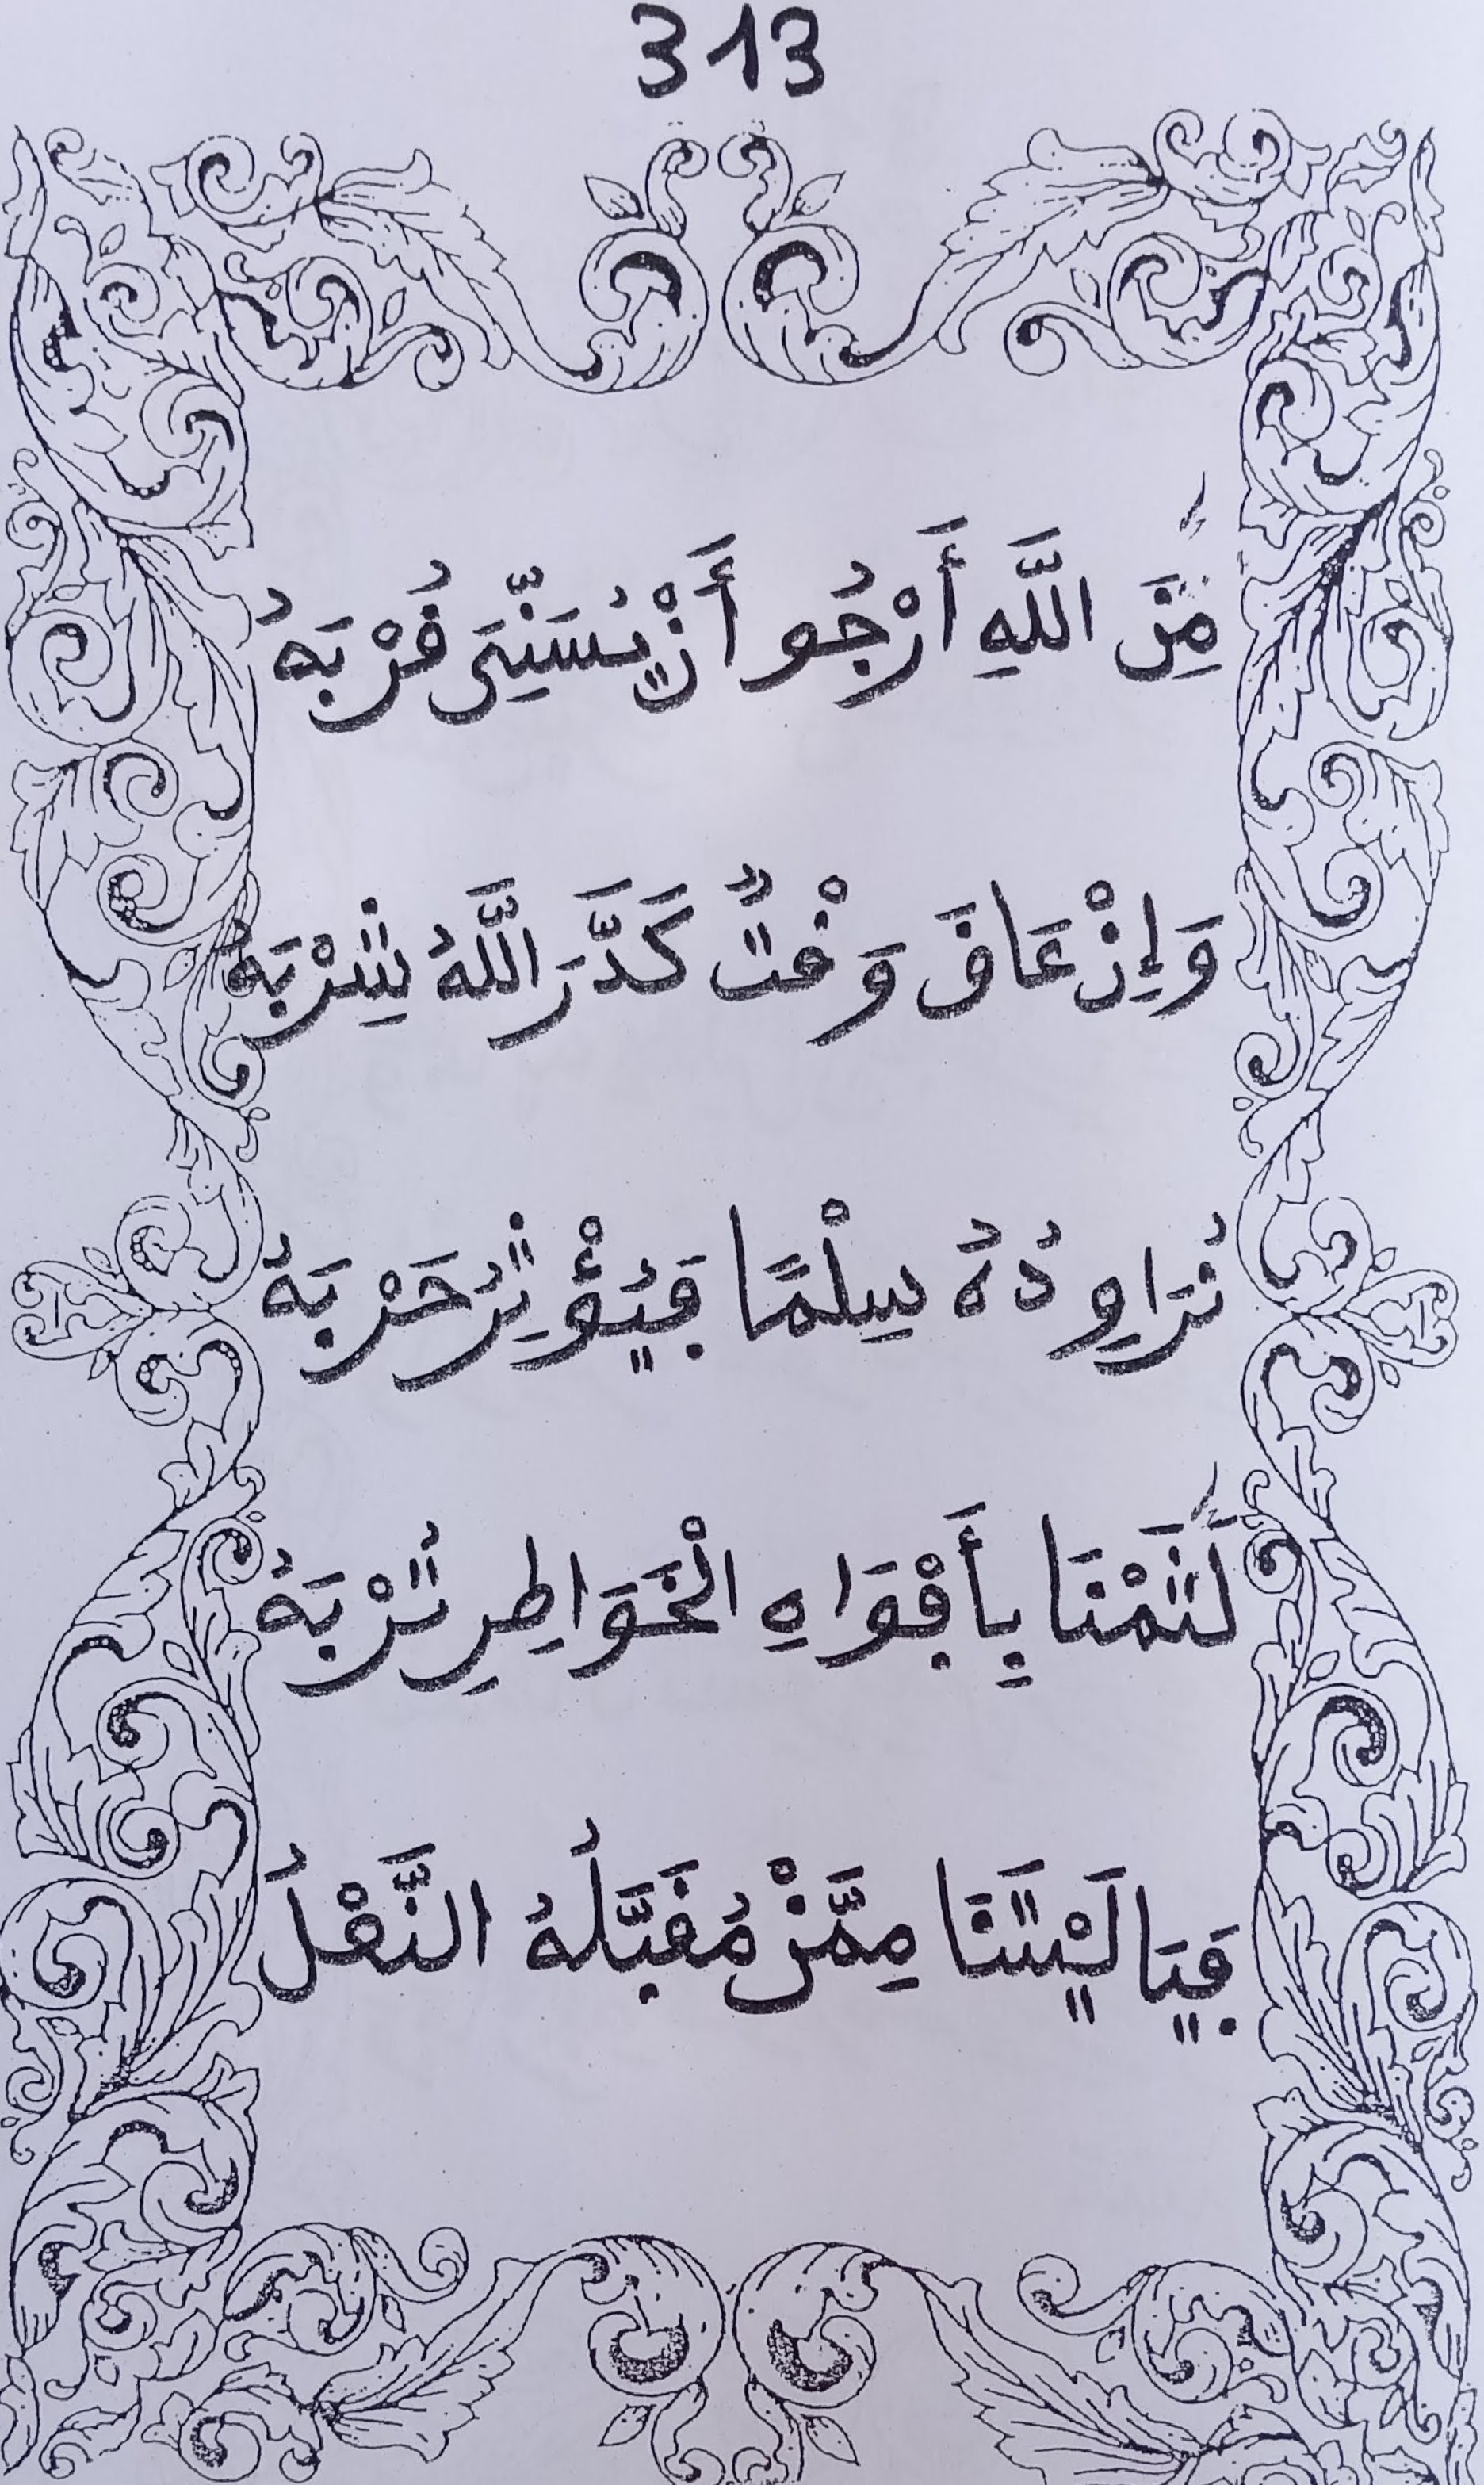 313
مِنَ اللَّهِ أَرْجُو أَنْ يُسَنِّيَ قُرْبَهُ
وَإِنْ عَاقَ وَقْتٌ كَدَّرَ اللَّهُ شِرْبَهُ
نُرَاوِدُهُ سِلْمًا فَيُؤْثِرُ حَرْبَهُ
لَثَمْنَا بِأَفْوَاهِ الْخَوَاطِرِ تُرْبَهُ
فَيَا لَيْتَنَا مِمَّنْ مُقَبَّلُهُ النَّعْلُ